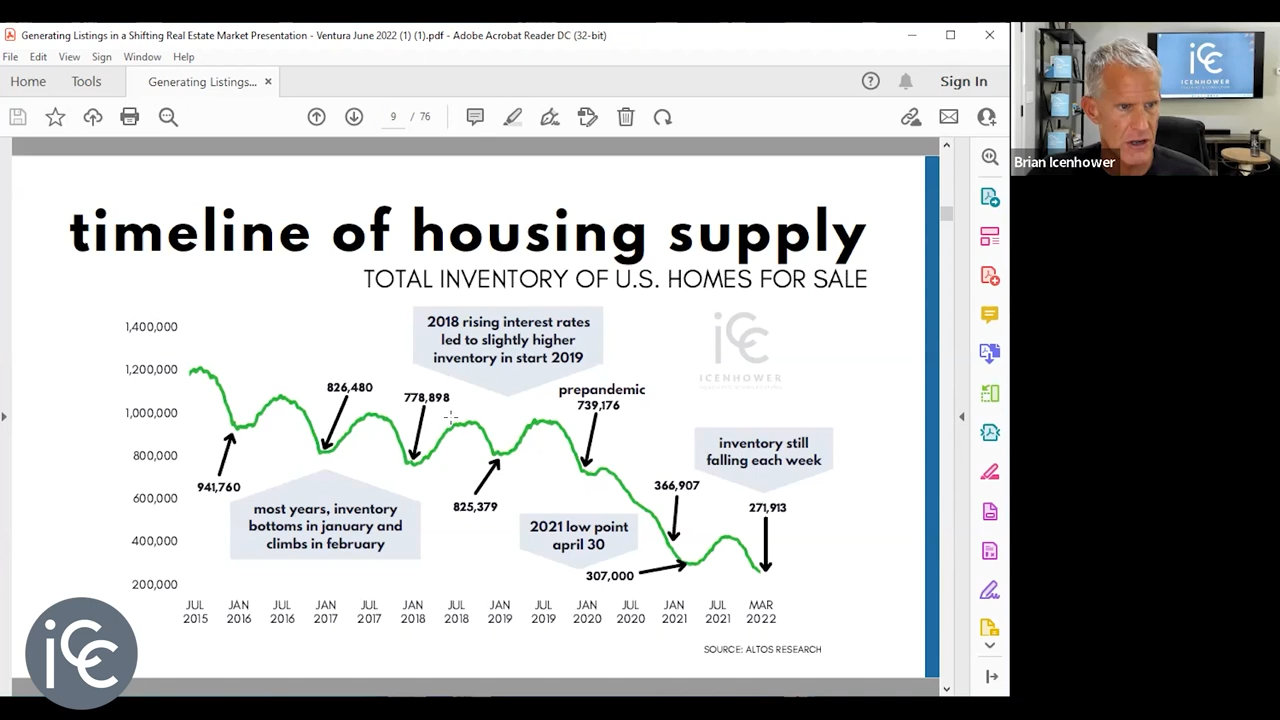 Generating Listings in a Shifting Real Estate Market Presentation - Ventura June 2022 (1) (1).pdf - Adobe Acrobat Reader DC (32-bit)
File Edit View Sign Window Help
Home Tools Generating Listings... × Sign In
9 / 76
Brian Icenhower
iCC
ICENHOWER
timeline of housing supply
TOTAL INVENTORY OF U.S. HOMES FOR SALE
1,400,000
1,200,000
1,000,000
800,000
600,000
400,000
200,000
2018 rising interest rates
led to slightly higher
inventory in start 2019
iCC
ICENHOWER
826,480
778,898
prepandemic
739,176
inventory still
falling each week
941,760
825,379
366,907
271,913
most years, inventory
bottoms in january and
climbs in february
2021 low point
april 30
307,000
JUL JAN JUL JAN JUL JAN JUL JAN JUL JAN JUL JAN JUL MAR
2015 2016 2016 2017 2017 2018 2018 2019 2019 2020 2020 2021 2021 2022
SOURCE: ALTOS RESEARCH
iCC